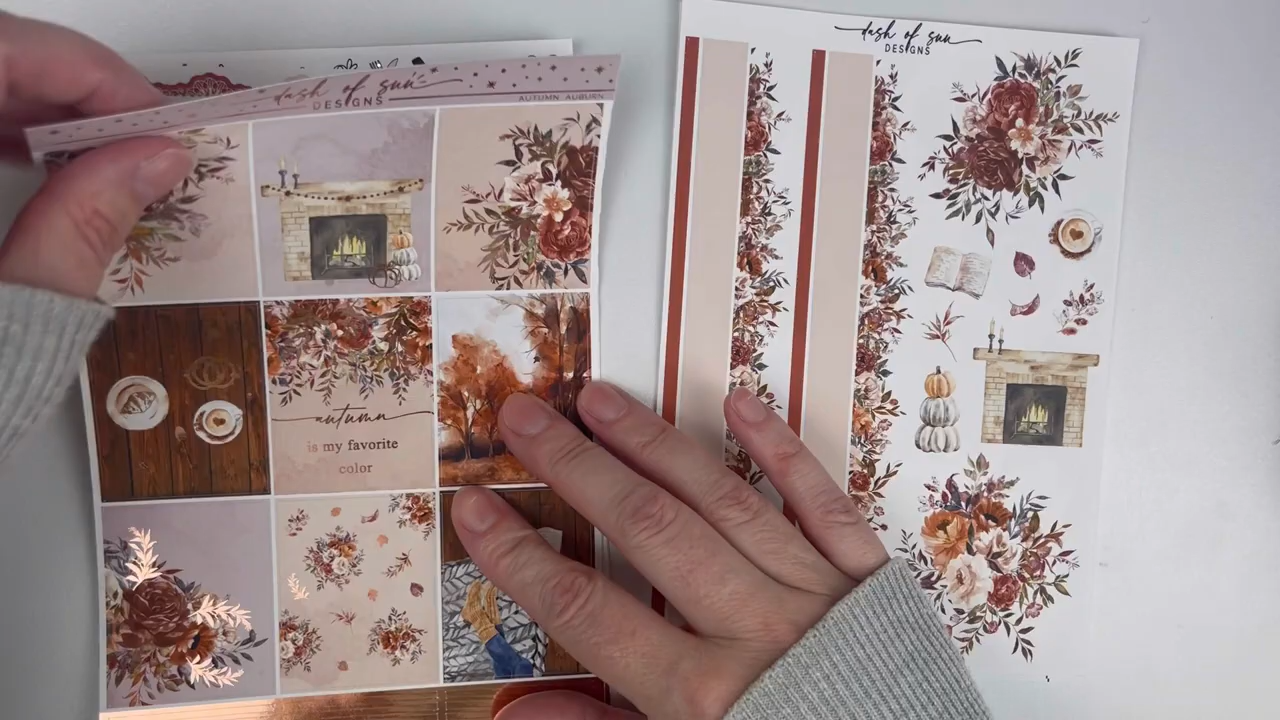 dash of sun
DESIGNS
AUTUMN AUBURN
autumn
is my favorite
color
dash of sun
DESIGNS